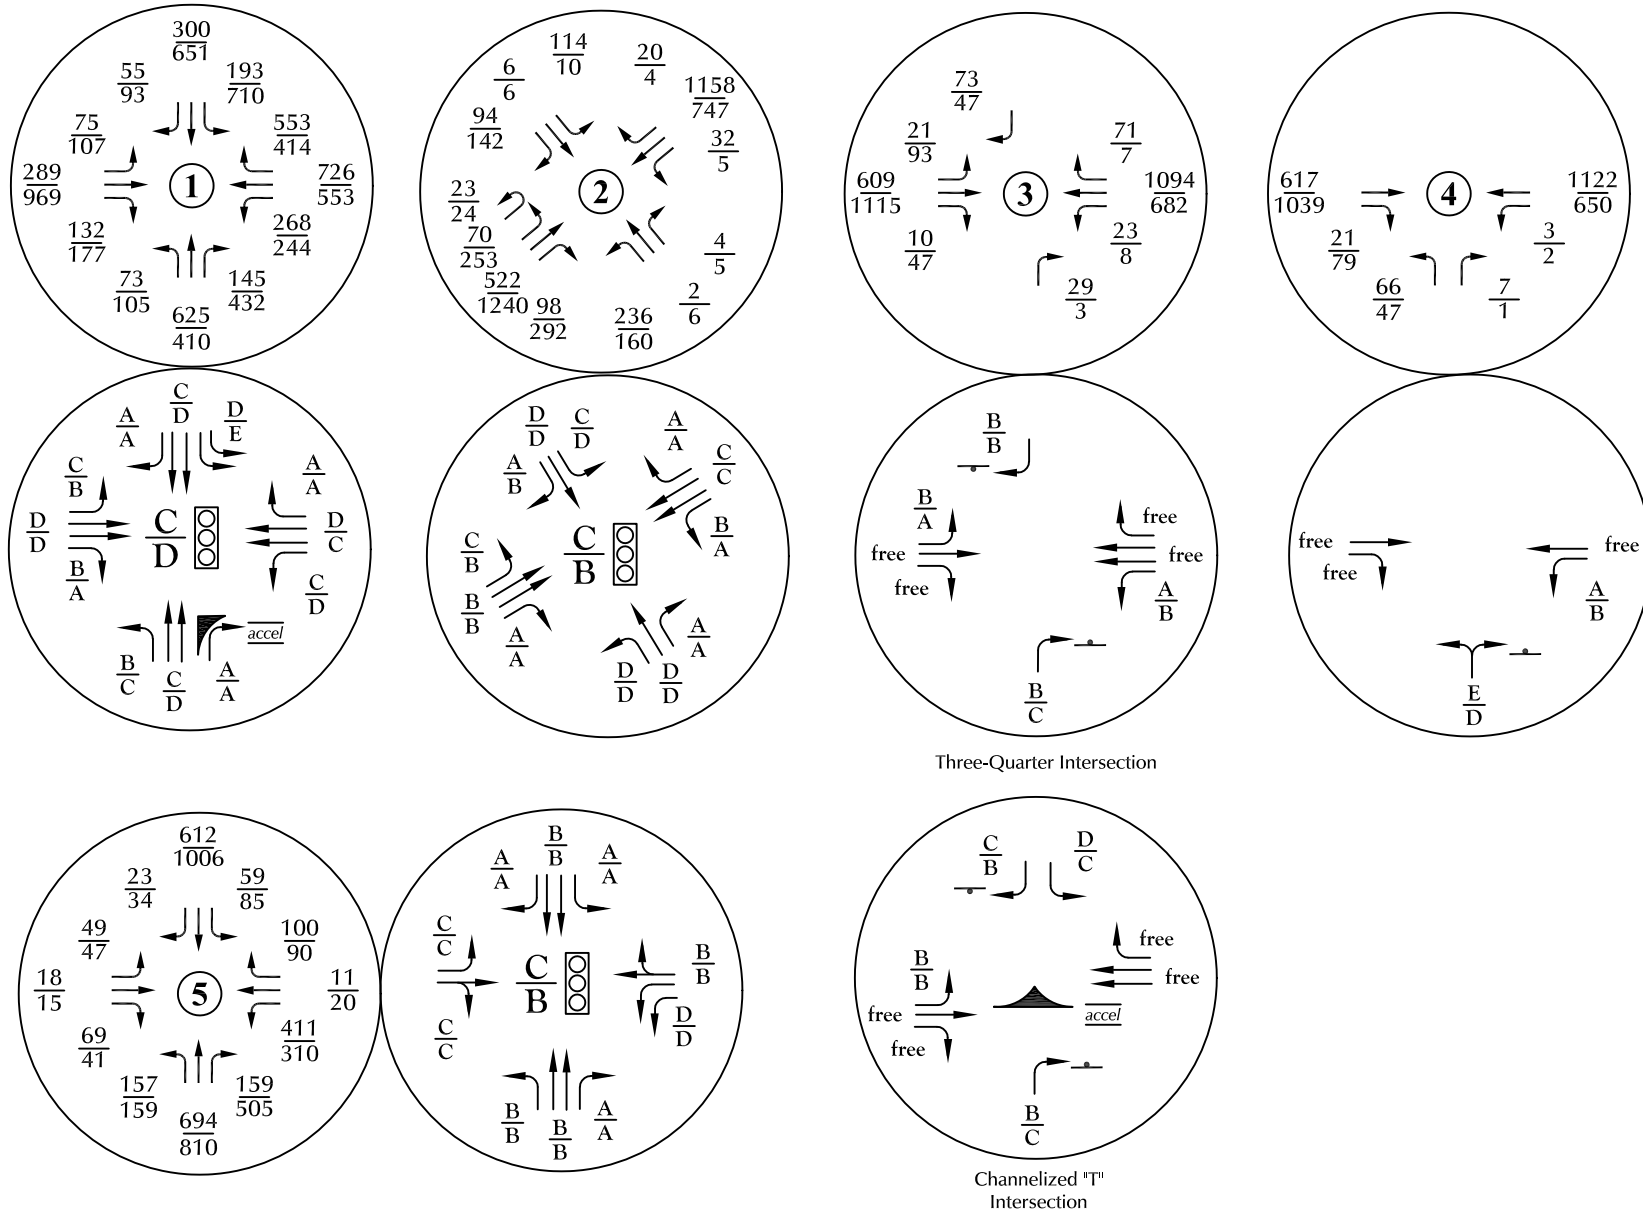 300
651
55
93
193
710
75
107
553
414
289
969
726
553
132
177
268
244
73
105
145
432
625
410
1
114
10
20
4
6
6
1158
747
94
142
32
5
23
24
70
253
4
5
522
1240
2
6
98
292
236
160
2
73
47
21
93
71
7
609
1115
1094
682
10
47
23
8
29
3
3
617
1039
1122
650
21
79
3
2
66
47
7
1
4
C
D
A
A
D
E
C
B
A
A
D
D
C
D
D
C
B
A
C
D
accel
B
C
C
D
A
A
D
D
C
D
A
A
A
B
C
C
C
B
C
B
B
A
B
B
A
A
A
A
D
D
D
D
B
B
B
A
free
free
free
free
free
A
B
B
C
Three-Quarter Intersection
free
free
free
A
B
E
D
612
1006
23
34
59
85
49
47
100
90
18
15
11
20
69
41
411
310
157
159
159
505
694
810
5
B
B
A
A
A
A
C
C
C
B
B
B
C
C
D
D
B
B
B
B
A
A
C
B
D
C
free
B
B
free
free
free
free
accel
B
C
Channelized "T"
Intersection